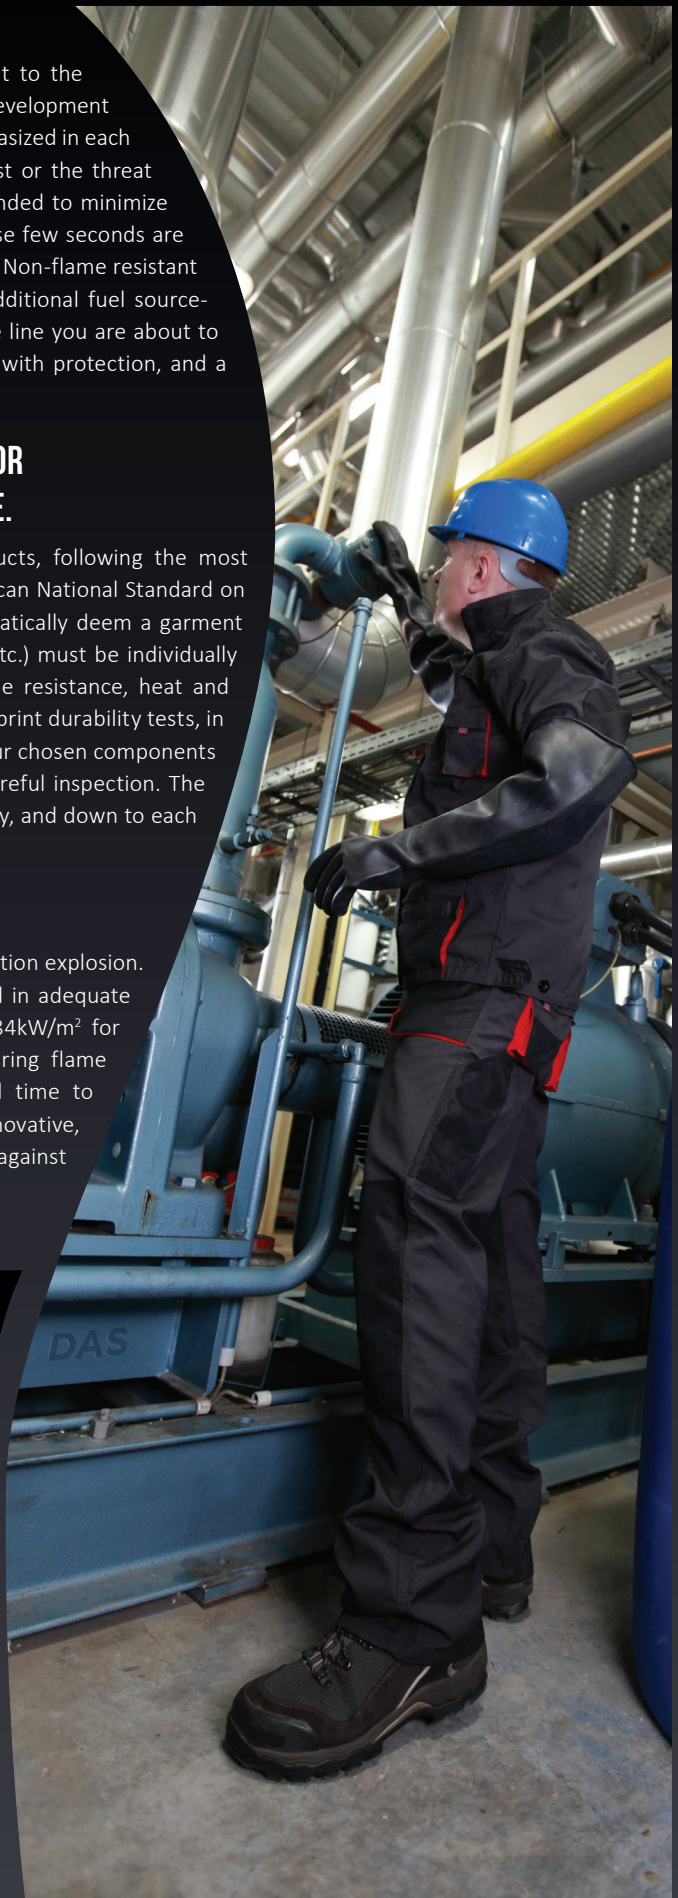 t to the
evelopment
asized in each
st or the threat
nded to minimize
se few seconds are
Non-flame resistant
dditional fuel source-
line you are about to
with protection, and a
OR
E.
ucts, following the most
can National Standard on
atically deem a garment
tc.) must be individually
e resistance, heat and
print durability tests, in
ur chosen components
reful inspection. The
y, and down to each
tion explosion.
l in adequate
84kW/m² for
ring flame
l time to
novative,
against
DAS